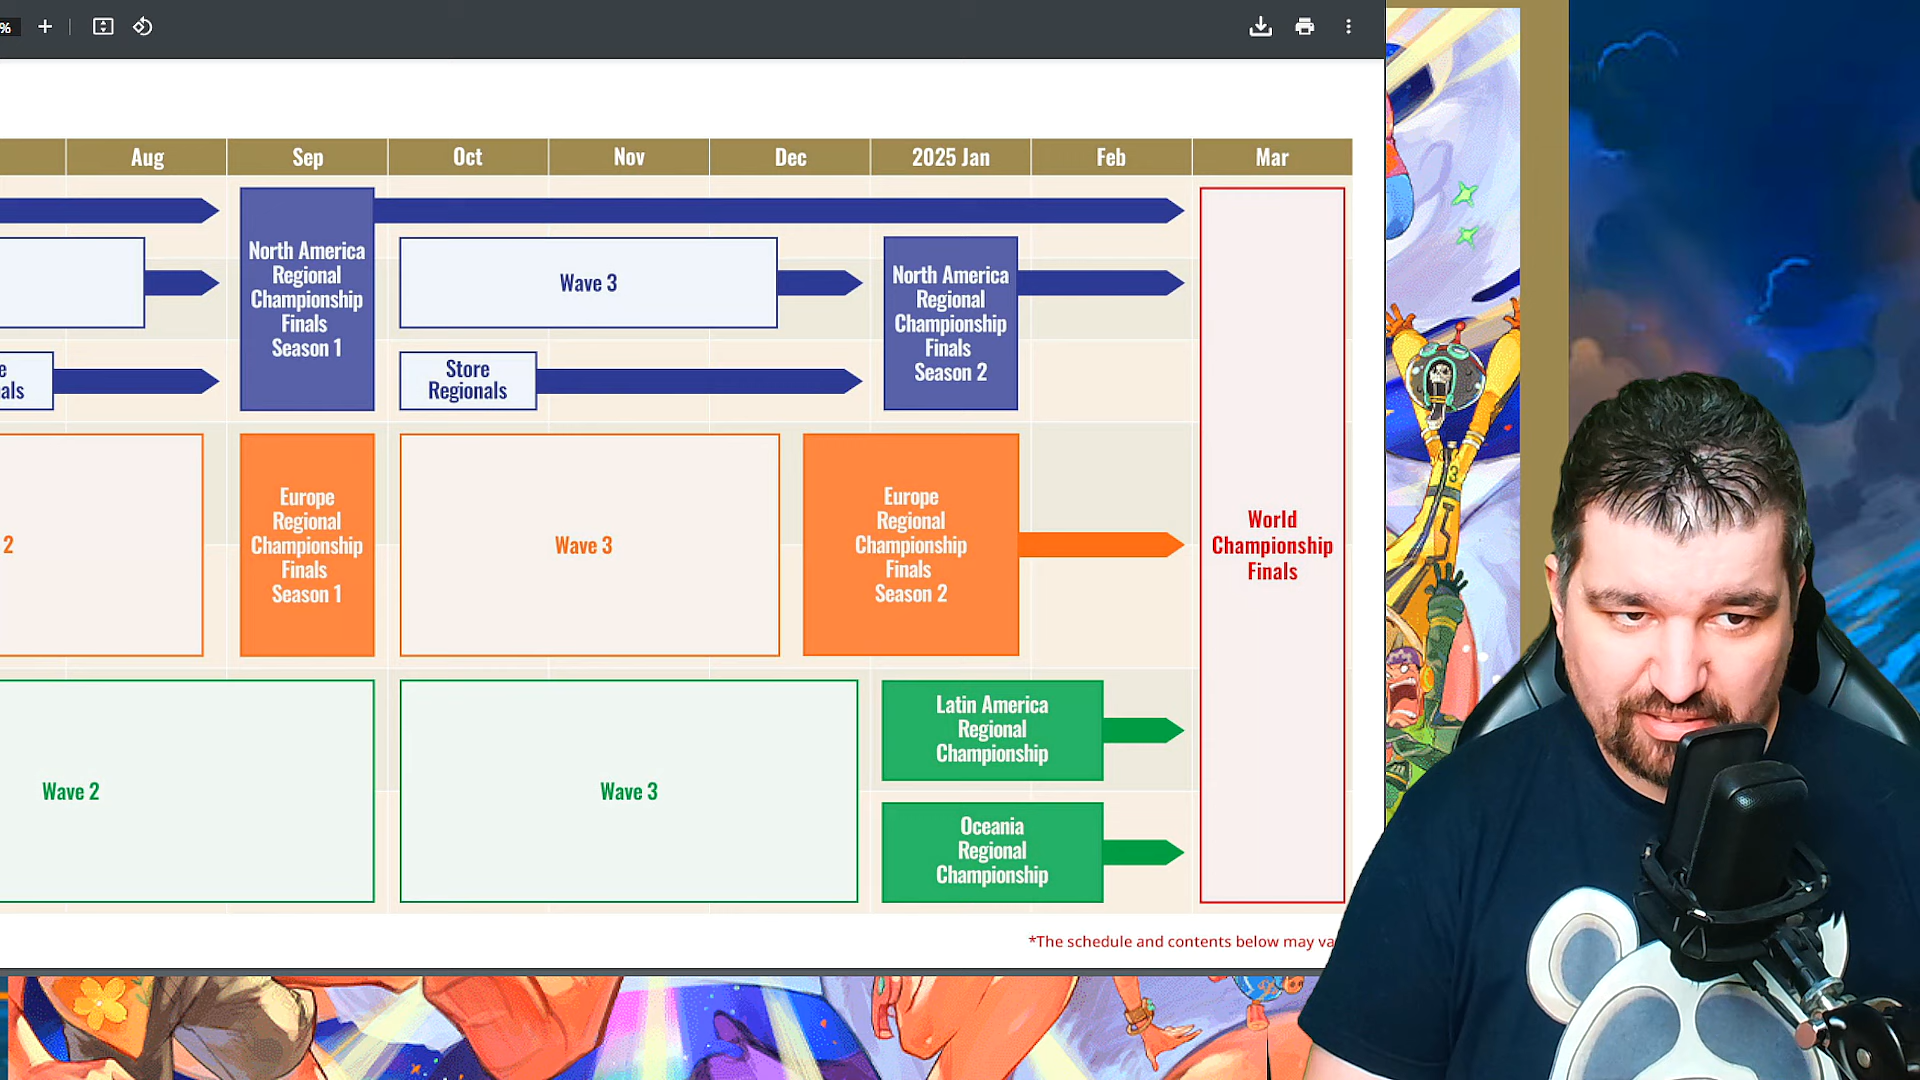 %
Aug Sep Oct Nov Dec 2025 Jan Feb Mar
North America
Regional
Championship
Finals
Season 1
Wave 3
North America
Regional
Championship
Finals
Season 2
Store
Regionals
2
Europe
Regional
Championship
Finals
Season 1
Wave 3
Europe
Regional
Championship
Finals
Season 2
World
Championship
Finals
Wave 2
Wave 3
Latin America
Regional
Championship
Oceania
Regional
Championship
*The schedule and contents below may va